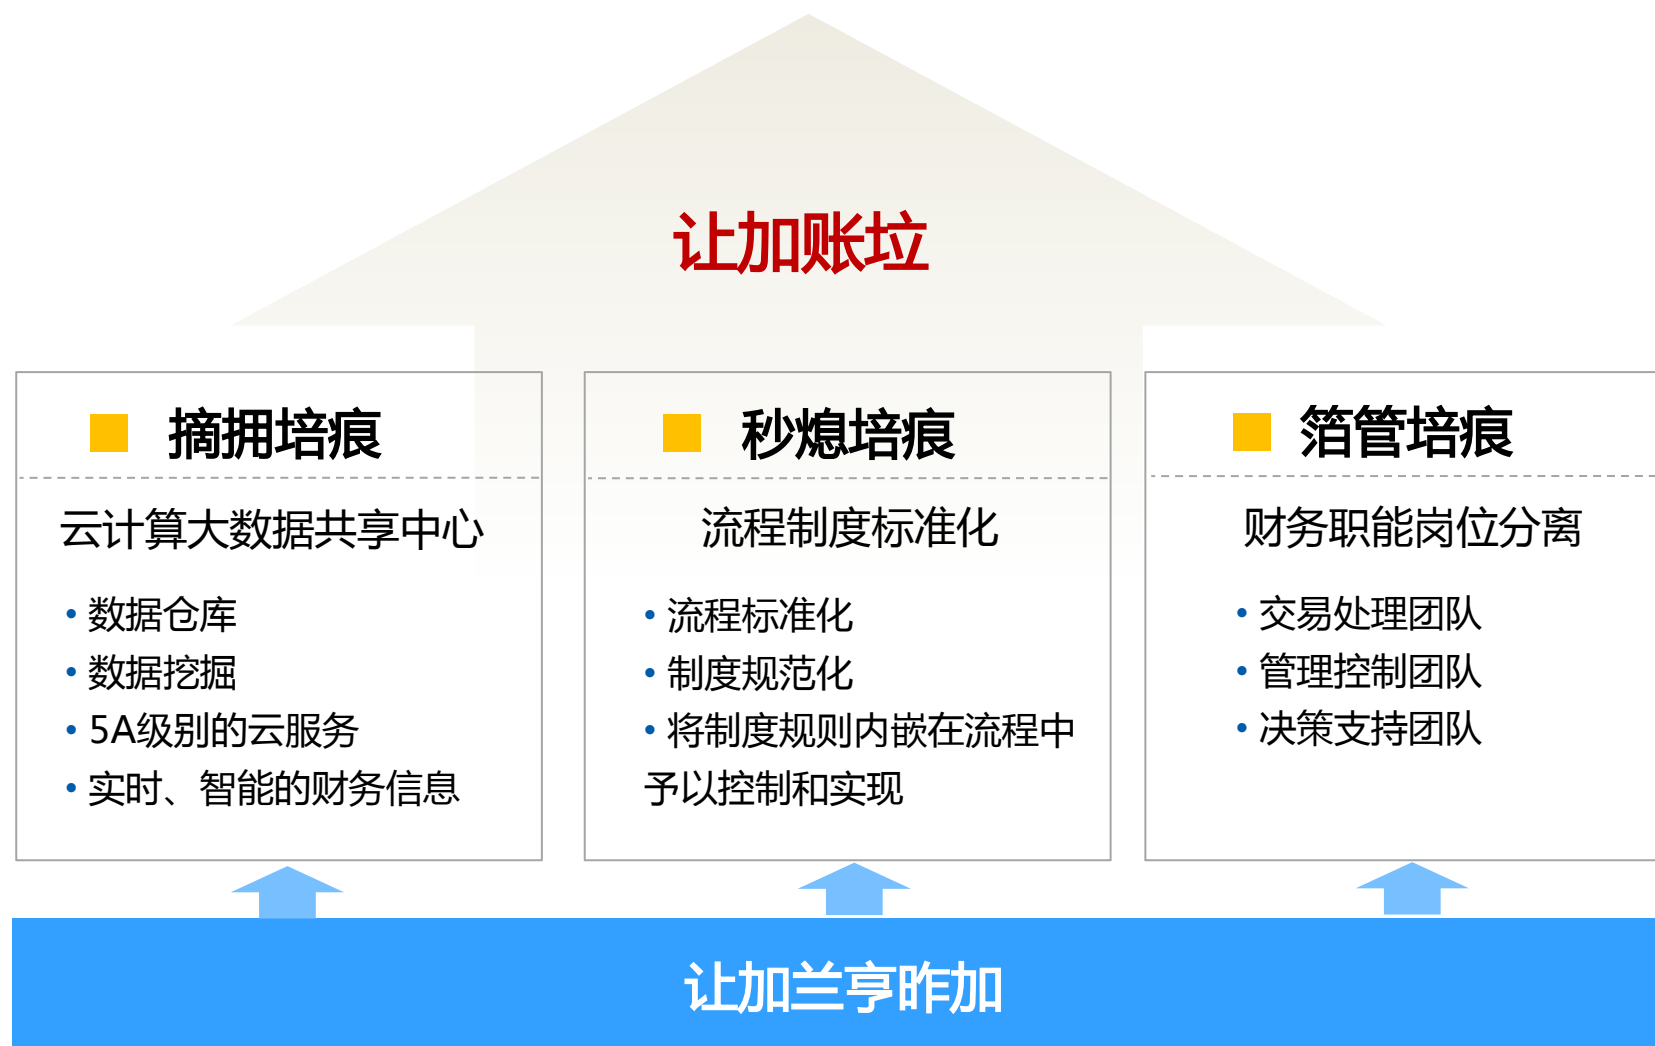 让加账垃
摘拥培痕
云计算大数据共享中心
• 数据仓库
• 数据挖掘
• 5A级别的云服务
• 实时、智能的财务信息
秒熄培痕
流程制度标准化
• 流程标准化
• 制度规范化
• 将制度规则内嵌在流程中
予以控制和实现
箔管培痕
财务职能岗位分离
• 交易处理团队
• 管理控制团队
• 决策支持团队
让加兰亨昨加